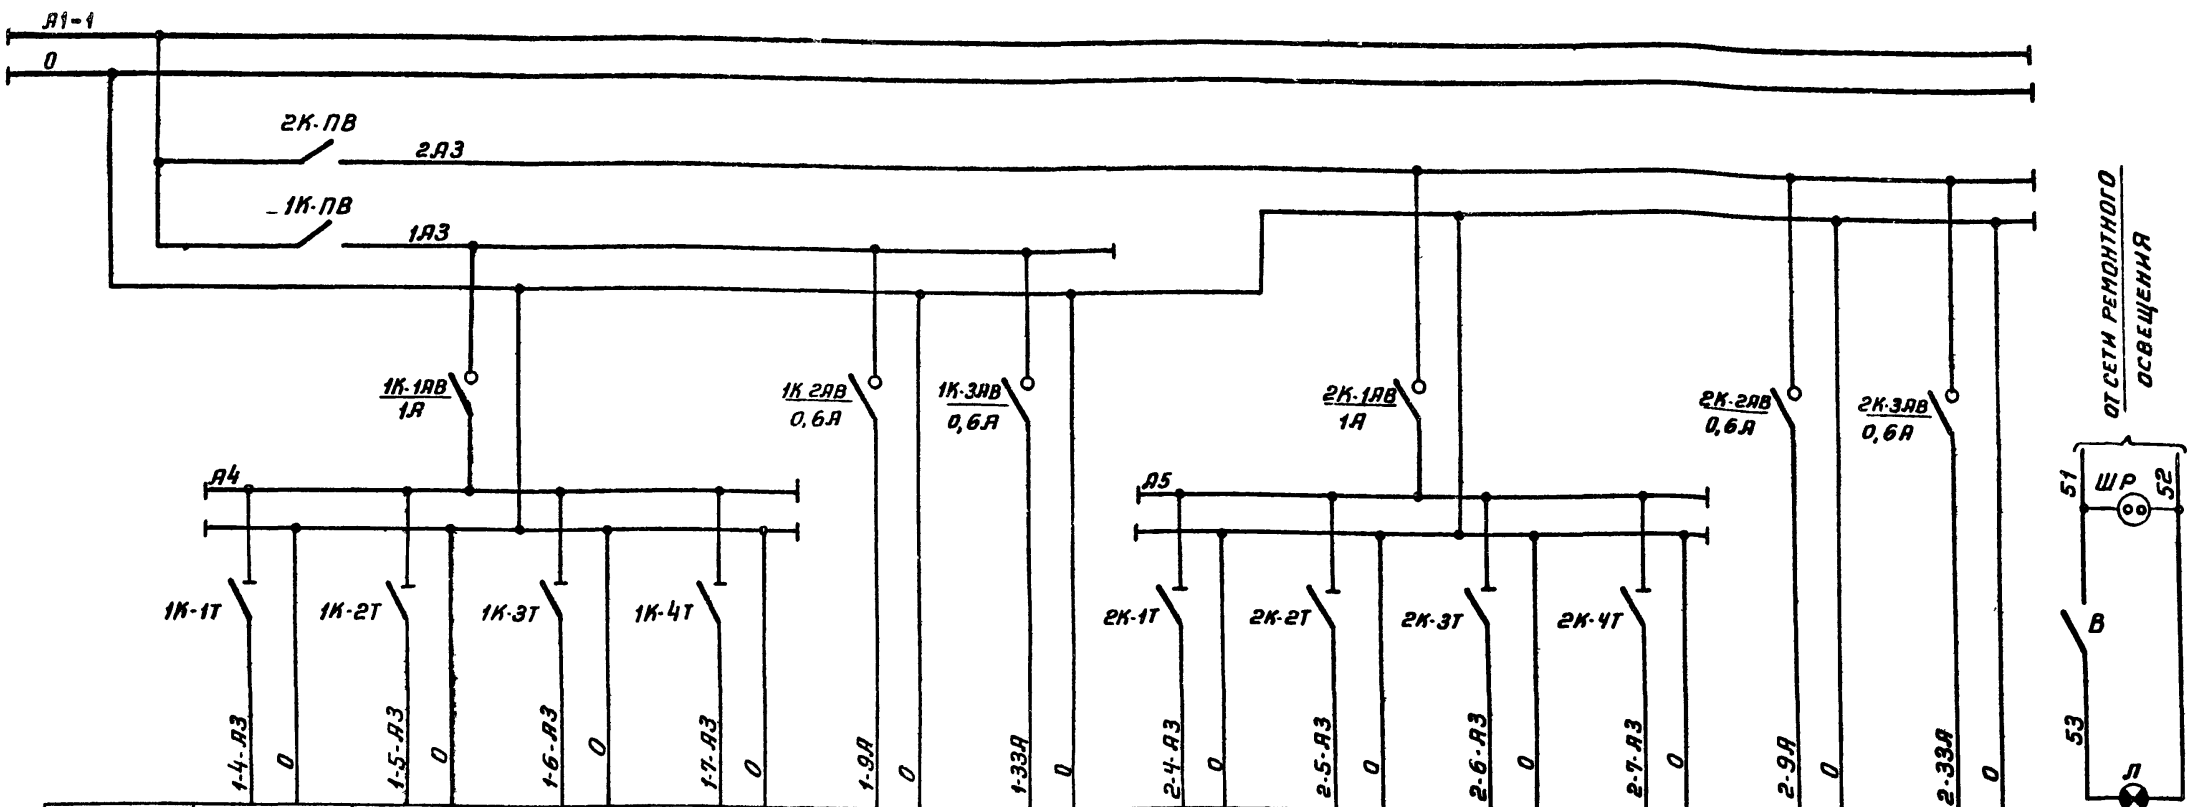 А1-1
0
2К-ПВ
2А3
1К-ПВ
1А3
ОТ СЕТИ РЕМОНТНОГО
ОСВЕЩЕНИЯ
1К-1АВ
1А
1К 2АВ
0,6А
1К-3АВ
0,6А
2К-1АВ
1А
2К-2АВ
0,6А
2К-3АВ
0,6А
А4
А5
51
ШР
52
1К-1Т
1К-2Т
1К-3Т
1К-4Т
2К-1Т
2К-2Т
2К-3Т
2К-4Т
В
1-4-А3
0
1-5-А3
0
1-6-А3
0
1-7-А3
0
1-9А
0
1-33А
0
2-4-А3
0
2-5-А3
0
2-6-А3
0
2-7-А3
0
2-9А
0
2-33А
0
53
Л